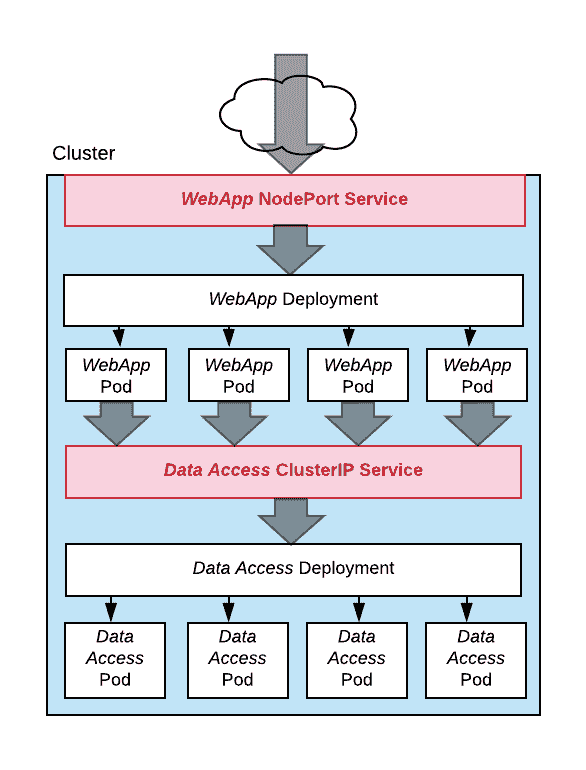 Cluster
WebApp NodePort Service
WebApp Deployment
WebApp
Pod
WebApp
Pod
WebApp
Pod
WebApp
Pod
Data Access ClusterIP Service
Data Access Deployment
Data
Access
Pod
Data
Access
Pod
Data
Access
Pod
Data
Access
Pod